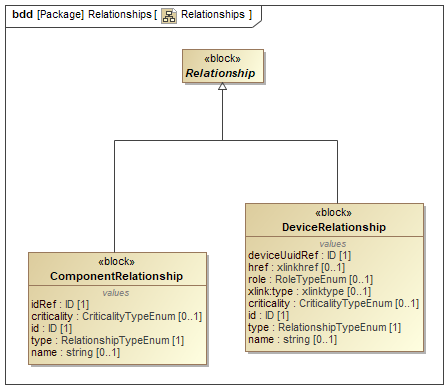 bdd [Package] Relationships [ Relationships ]
«block»
Relationship
«block»
ComponentRelationship
values
idRef : ID [1]
criticality : CriticalityTypeEnum [0..1]
id : ID [1]
type : RelationshipTypeEnum [1]
name : string [0..1]
«block»
DeviceRelationship
values
deviceUuidRef : ID [1]
href : xlinkhref [0..1]
role : RoleTypeEnum [0..1]
xlink:type : xlinktype [0..1]
criticality : CriticalityTypeEnum [0..1]
id : ID [1]
type : RelationshipTypeEnum [1]
name : string [0..1]